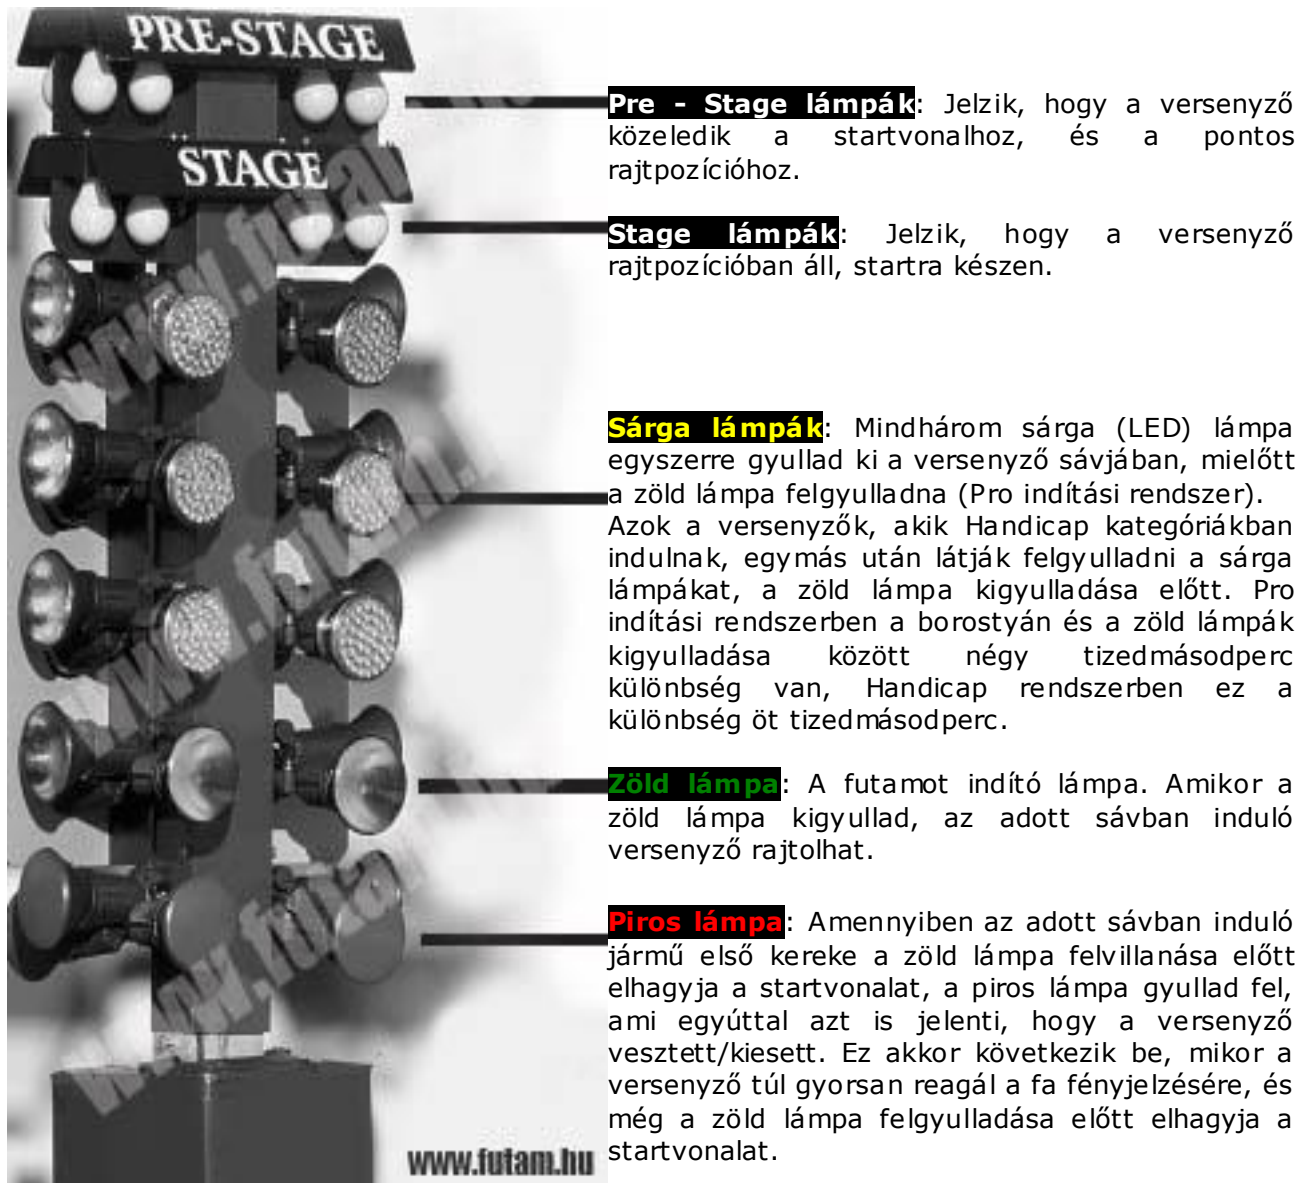 PRE-STAGE
STAGE
Pre - Stage lámpák: Jelzik, hogy a versenyző
közeledik a startvonalhoz, és a pontos
rajtpozícióhoz.
Stage lámpák: Jelzik, hogy a versenyző
rajtpozícióban áll, startra készen.
Sárga lámpák: Mindhárom sárga (LED) lámpa
egyszerre gyullad ki a versenyző sávjában, mielőtt
a zöld lámpa felgyulladna (Pro indítási rendszer).
Azok a versenyzők, akik Handicap kategóriákban
indulnak, egymás után látják felgyulladni a sárga
lámpákat, a zöld lámpa kigyulladása előtt. Pro
indítási rendszerben a borostyán és a zöld lámpák
kigyulladása között négy tizedmásodperc
különbség van, Handicap rendszerben ez a
különbség öt tizedmásodperc.
Zöld lámpa: A futamot indító lámpa. Amikor a
zöld lámpa kigyullad, az adott sávban induló
versenyző rajtolhat.
Piros lámpa: Amennyiben az adott sávban induló
jármű első kereke a zöld lámpa felvillanása előtt
elhagyja a startvonalat, a piros lámpa gyullad fel,
ami egyúttal azt is jelenti, hogy a versenyző
vesztett/kiesett. Ez akkor következik be, mikor a
versenyző túl gyorsan reagál a fa fényjelzésére, és
még a zöld lámpa felgyulladása előtt elhagyja a
startvonalat.
www.futam.hu